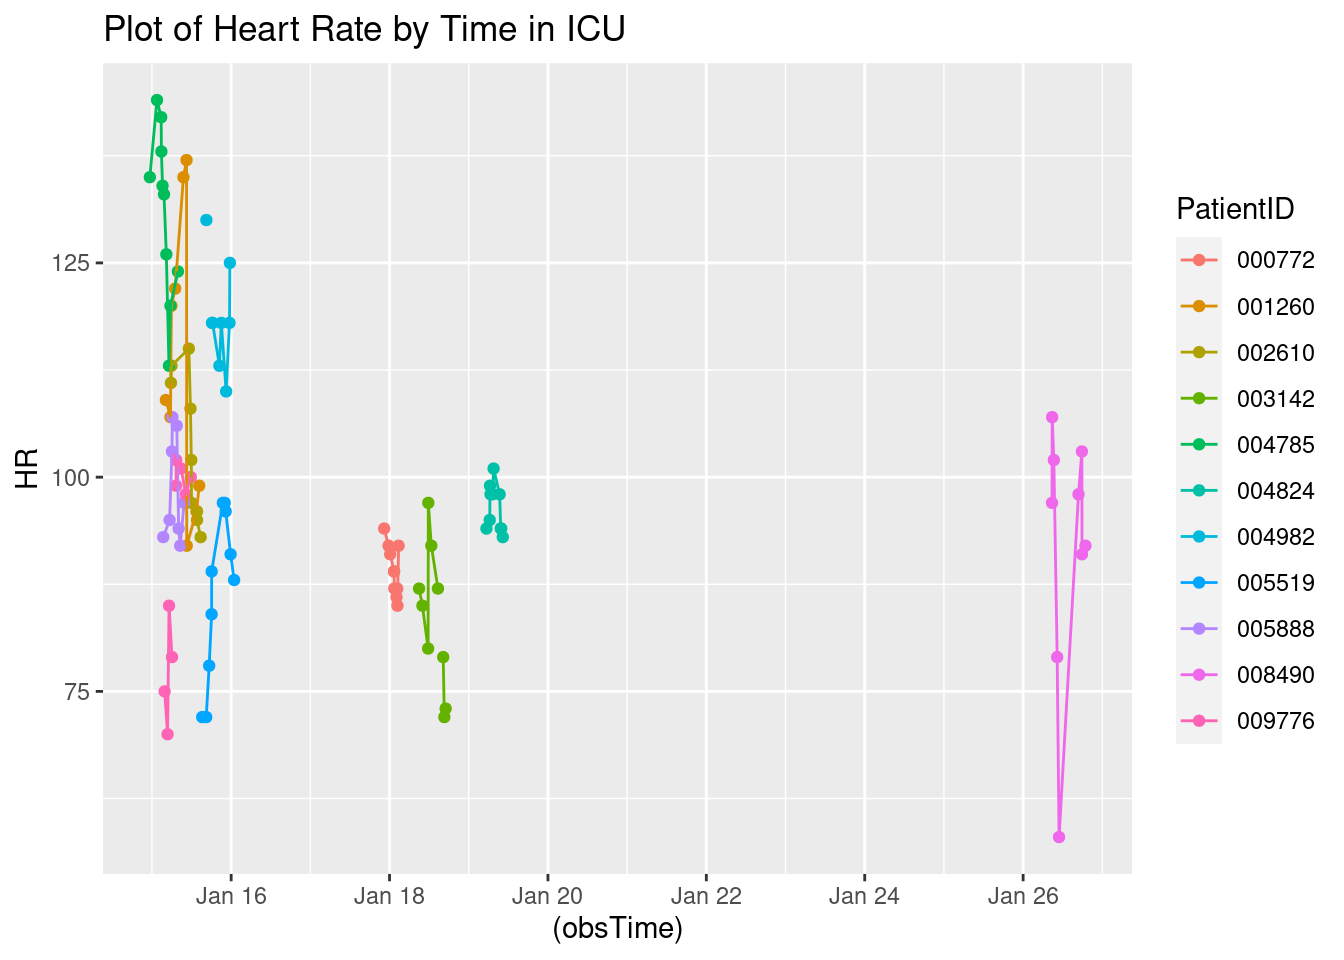 Plot of Heart Rate by Time in ICU
HR
125
100
75
Jan 16 Jan 18 Jan 20 Jan 22 Jan 24 Jan 26
(obsTime)
PatientID
000772
001260
002610
003142
004785
004824
004982
005519
005888
008490
009776